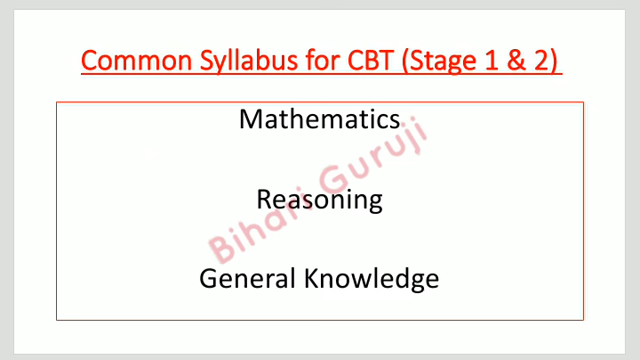 Common Syllabus for CBT (Stage 1 & 2)
Mathematics
Reasoning
General Knowledge
Bihari Guruji